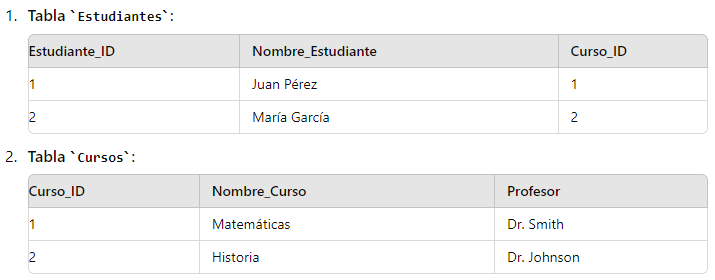 1. Tabla `Estudiantes`:
Estudiante_ID Nombre_Estudiante Curso_ID
1 Juan Pérez 1
2 María García 2
2. Tabla `Cursos`:
Curso_ID Nombre_Curso Profesor
1 Matemáticas Dr. Smith
2 Historia Dr. Johnson